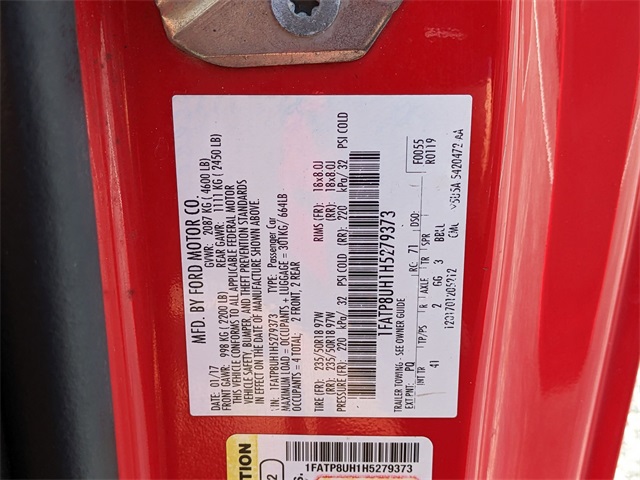 MFD. BY FORD MOTOR CO.
DATE: 01/17 GVWR: 2087 KG (4600 LB)
FRONT GAWR: 998 KG (2200 LB) REAR GAWR: 1111 KG (2450 LB)
THIS VEHICLE CONFORMS TO ALL APPLICABLE FEDERAL MOTOR
VEHICLE SAFETY, BUMPER, AND THEFT PREVENTION STANDARDS
IN EFFECT ON THE DATE OF MANUFACTURE SHOWN ABOVE.
VIN: 1FATP8UH1H5279373 TYPE: Passenger Car
MAXIMUM LOAD = OCCUPANTS + LUGGAGE = 301KG/ 664LB
OCCUPANTS = 4 TOTAL: 2 FRONT, 2 REAR
TIRE (FR): 235/50R18 97W RIMS (FR): 18x8.0J
(RR): 235/50R18 97W (RR): 18x8.0J
PRESSURE (FR): 220 kPa/ 32 PSI COLD (RR): 220 kPa/ 32 PSI COLD
1FATP8UH1H5279373
TRAILER TOWING - SEE OWNER GUIDE F0055
EXT PNT: PQ RC: 71 DSO: R0119
INT TR TP/PS R AXLE TR SPR
41 2 GG 3 BBLL
CML
5420472 AA
1FATP8UH1H5279373